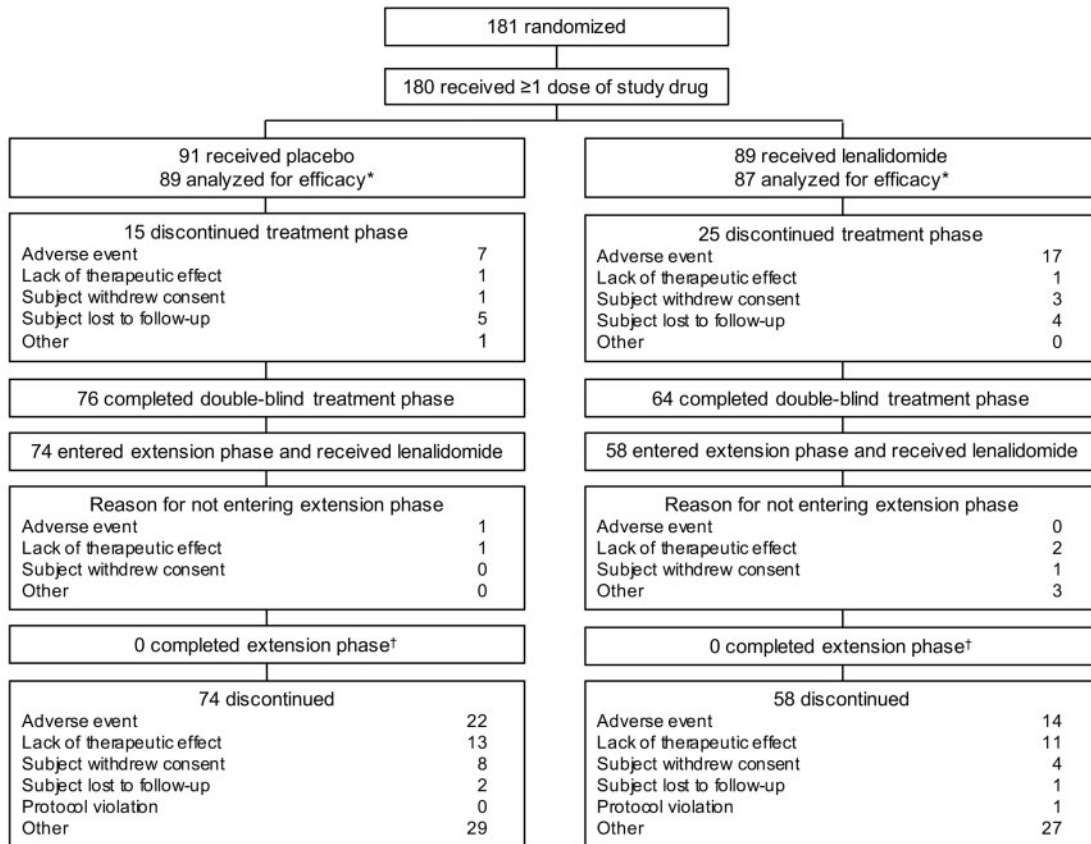 181 randomized
180 received ≥1 dose of study drug
91 received placebo
89 analyzed for efficacy*
15 discontinued treatment phase
Adverse event 7
Lack of therapeutic effect 1
Subject withdrew consent 1
Subject lost to follow-up 5
Other 1
76 completed double-blind treatment phase
74 entered extension phase and received lenalidomide
Reason for not entering extension phase
Adverse event 1
Lack of therapeutic effect 1
Subject withdrew consent 0
Other 0
0 completed extension phase†
74 discontinued
Adverse event 22
Lack of therapeutic effect 13
Subject withdrew consent 8
Subject lost to follow-up 2
Protocol violation 0
Other 29
89 received lenalidomide
87 analyzed for efficacy*
25 discontinued treatment phase
Adverse event 17
Lack of therapeutic effect 1
Subject withdrew consent 3
Subject lost to follow-up 4
Other 0
64 completed double-blind treatment phase
58 entered extension phase and received lenalidomide
Reason for not entering extension phase
Adverse event 0
Lack of therapeutic effect 2
Subject withdrew consent 1
Other 3
0 completed extension phase†
58 discontinued
Adverse event 14
Lack of therapeutic effect 11
Subject withdrew consent 4
Subject lost to follow-up 1
Protocol violation 1
Other 27